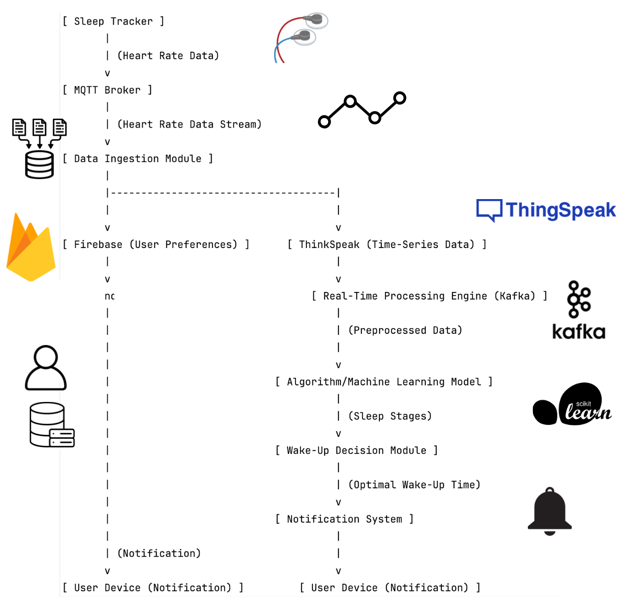 [ Sleep Tracker ]
(Heart Rate Data)
[ MQTT Broker ]
(Heart Rate Data Stream)
[ Data Ingestion Module ]
ThingSpeak
[ Firebase (User Preferences) ] [ ThinkSpeak (Time-Series Data) ]
[ Real-Time Processing Engine (Kafka) ]
kafka
(Preprocessed Data)
[ Algorithm/Machine Learning Model ]
scikit
learn
(Sleep Stages)
[ Wake-Up Decision Module ]
(Optimal Wake-Up Time)
[ Notification System ]
(Notification)
[ User Device (Notification) ] [ User Device (Notification) ]